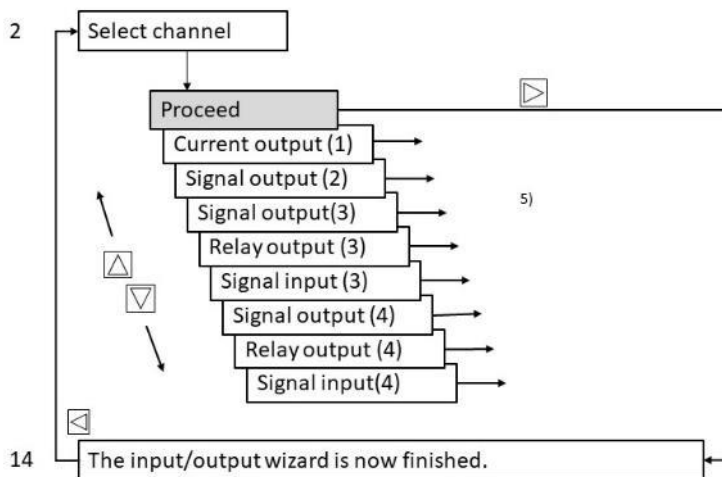 2
Select channel
Proceed
Current output (1)
Signal output (2)
Signal output(3)
5)
Relay output (3)
Signal input (3)
Signal output (4)
Relay output (4)
Signal input(4)
14
The input/output wizard is now finished.